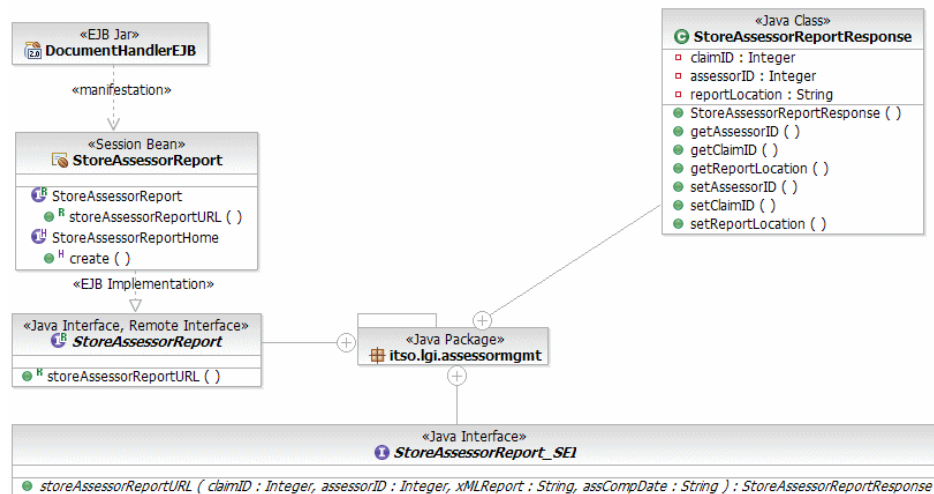 «EJB Jar»
DocumentHandlerEJB
«manifestation»
«Session Bean»
StoreAssessorReport
StoreAssessorReport
R storeAssessorReportURL ( )
StoreAssessorReportHome
H create ( )
«EJB Implementation»
«Java Interface, Remote Interface»
StoreAssessorReport
R storeAssessorReportURL ( )
«Java Class»
StoreAssessorReportResponse
claimID : Integer
assessorID : Integer
reportLocation : String
StoreAssessorReportResponse ( )
getAssessorID ( )
getClaimID ( )
getReportLocation ( )
setAssessorID ( )
setClaimID ( )
setReportLocation ( )
«Java Package»
itso.lgi.assessormgmt
«Java Interface»
StoreAssessorReport_SEI
storeAssessorReportURL ( claimID : Integer, assessorID : Integer, xMLReport : String, assCompDate : String ) : StoreAssessorReportResponse